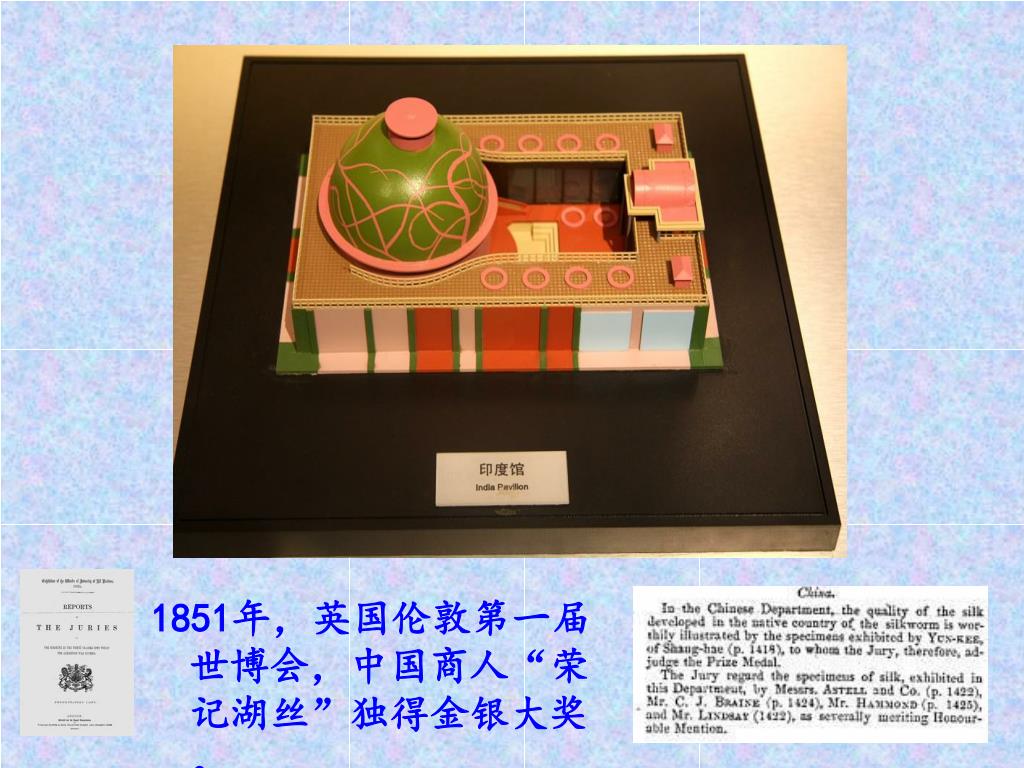 印度馆
India Pavilion
REPORTS
THE JURIES
1851年，英国伦敦第一届
世博会，中国商人“荣
记湖丝”独得金银大奖
。
China.
In the Chinese Department, the quality of the silk
developed in the native country of the silkworm is wor-
thily illustrated by the specimens exhibited by YUN-KEE,
of Shang-hae (p. 1418), to whom the Jury, therefore, ad-
judge the Prize Medal.
The Jury regard the specimens of silk, exhibited in
this Department, by Messrs. ASTELL and Co. (p. 1422),
Mr. C. J. BRAINE (p. 1424), Mr. HAMMOND (p. 1425),
and Mr. LINDSAY (1422), as severally meriting Honour-
able Mention.